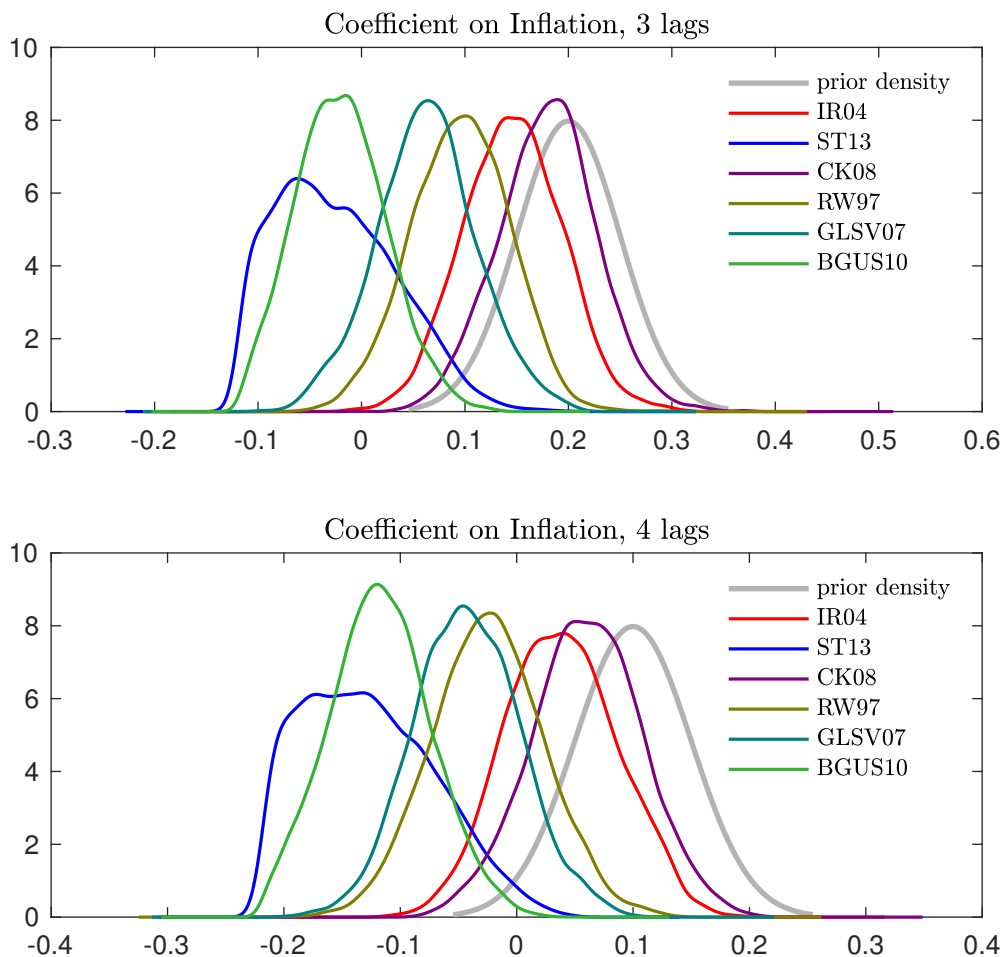 Coefficient on Inflation, 3 lags
10
8
6
4
2
0
-0.3 -0.2 -0.1 0 0.1 0.2 0.3 0.4 0.5 0.6
prior density
IR04
ST13
CK08
RW97
GLSV07
BGUS10
Coefficient on Inflation, 4 lags
10
8
6
4
2
0
-0.4 -0.3 -0.2 -0.1 0 0.1 0.2 0.3 0.4
prior density
IR04
ST13
CK08
RW97
GLSV07
BGUS10